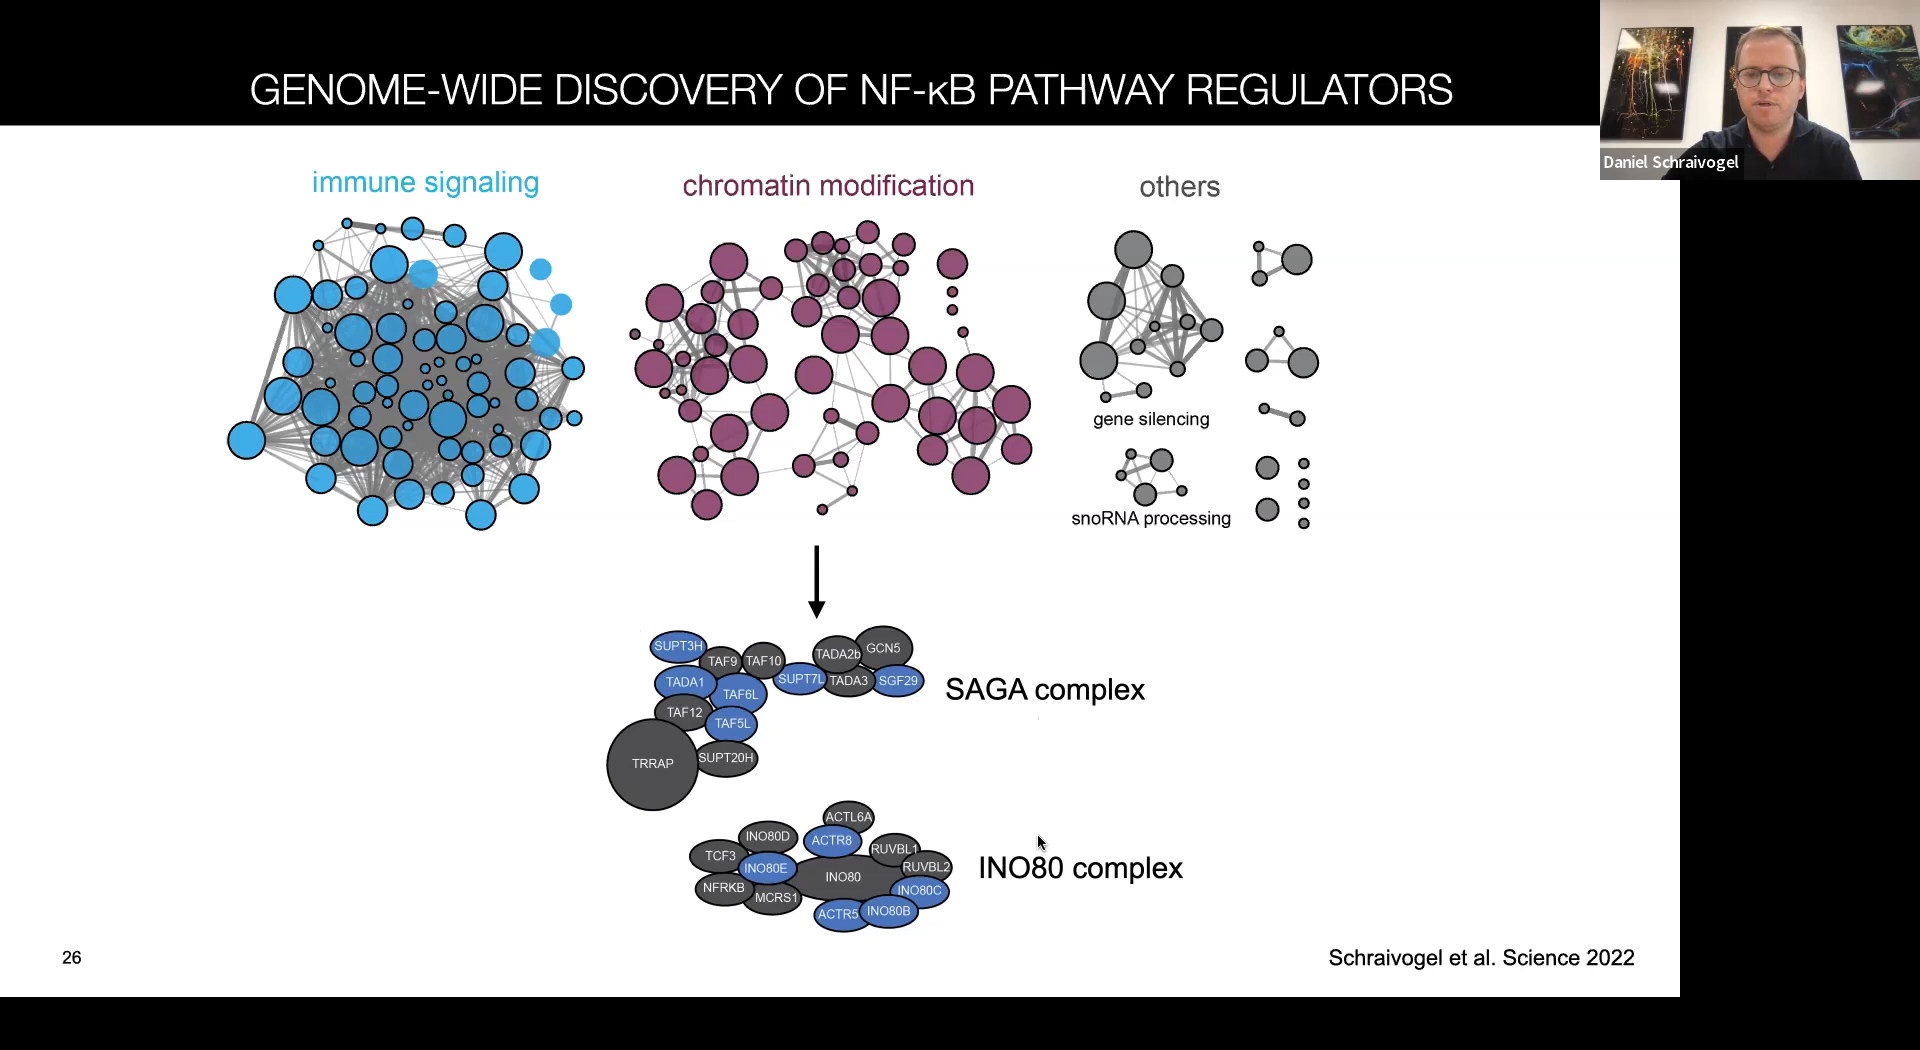 GENOME-WIDE DISCOVERY OF NF-κB PATHWAY REGULATORS
Daniel Schraivogel
immune signaling
chromatin modification
others
gene silencing
snoRNA processing
SUPT3H
TAF9
TAF10
TADA2b
GCN5
TADA1
TAF6L
SUPT7L
TADA3
SGF29
TAF12
TAF5L
TRRAP
SUPT20H
SAGA complex
ACTL6A
INO80D
ACTR8
TCF3
RUVBL1
INO80E
INO80
RUVBL2
NFRKB
MCRS1
INO80C
ACTR5
INO80B
INO80 complex
26
Schraivogel et al. Science 2022